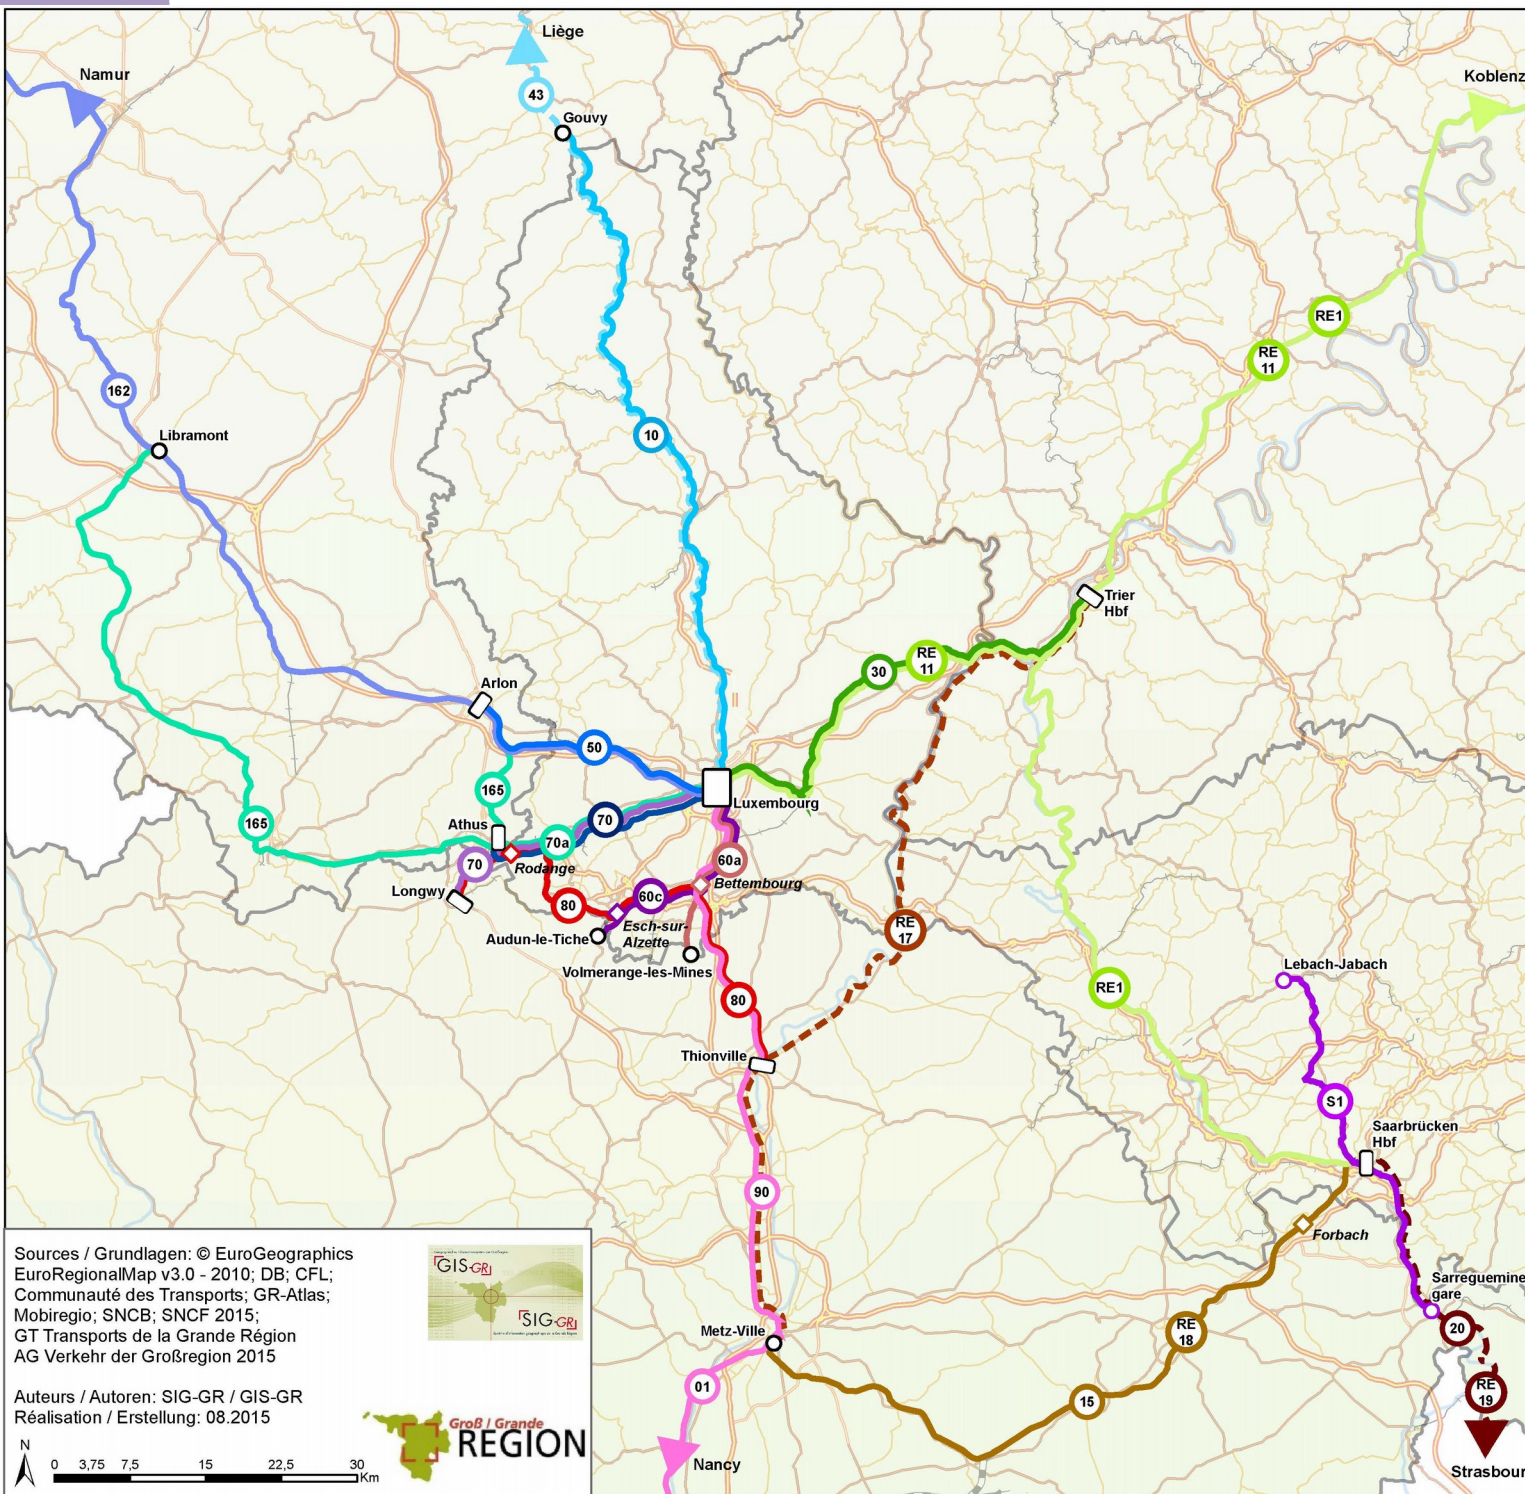 Liège
Namur
Koblenz
43
Gouvy
RE1
RE
11
162
10
Libramont
Trier
Hbf
30
RE
11
Arlon
50
165
Luxembourg
Athus
165
70
70a
70
60a
Rodange
Bettembourg
Longwy
80
60c
Esch-sur-
Alzette
Audun-le-Tiche
RE
17
Volmerange-les-Mines
Lebach-Jabach
RE1
80
Thionville
S1
Saarbrücken
Hbf
90
Forbach
Sarreguemine
gare
Metz-Ville
RE
18
20
01
15
RE
19
Nancy
Strasbour
Sources / Grundlagen: © EuroGeographics
EuroRegionalMap v3.0 - 2010; DB; CFL;
Communauté des Transports; GR-Atlas;
Mobiregio; SNCB; SNCF 2015;
GT Transports de la Grande Région
AG Verkehr der Großregion 2015
GIS-GR
SIG-GR
Auteurs / Autoren: SIG-GR / GIS-GR
Réalisation / Erstellung: 08.2015
Groß / Grande
REGION
N
0 3,75 7,5 15 22,5 30
Km